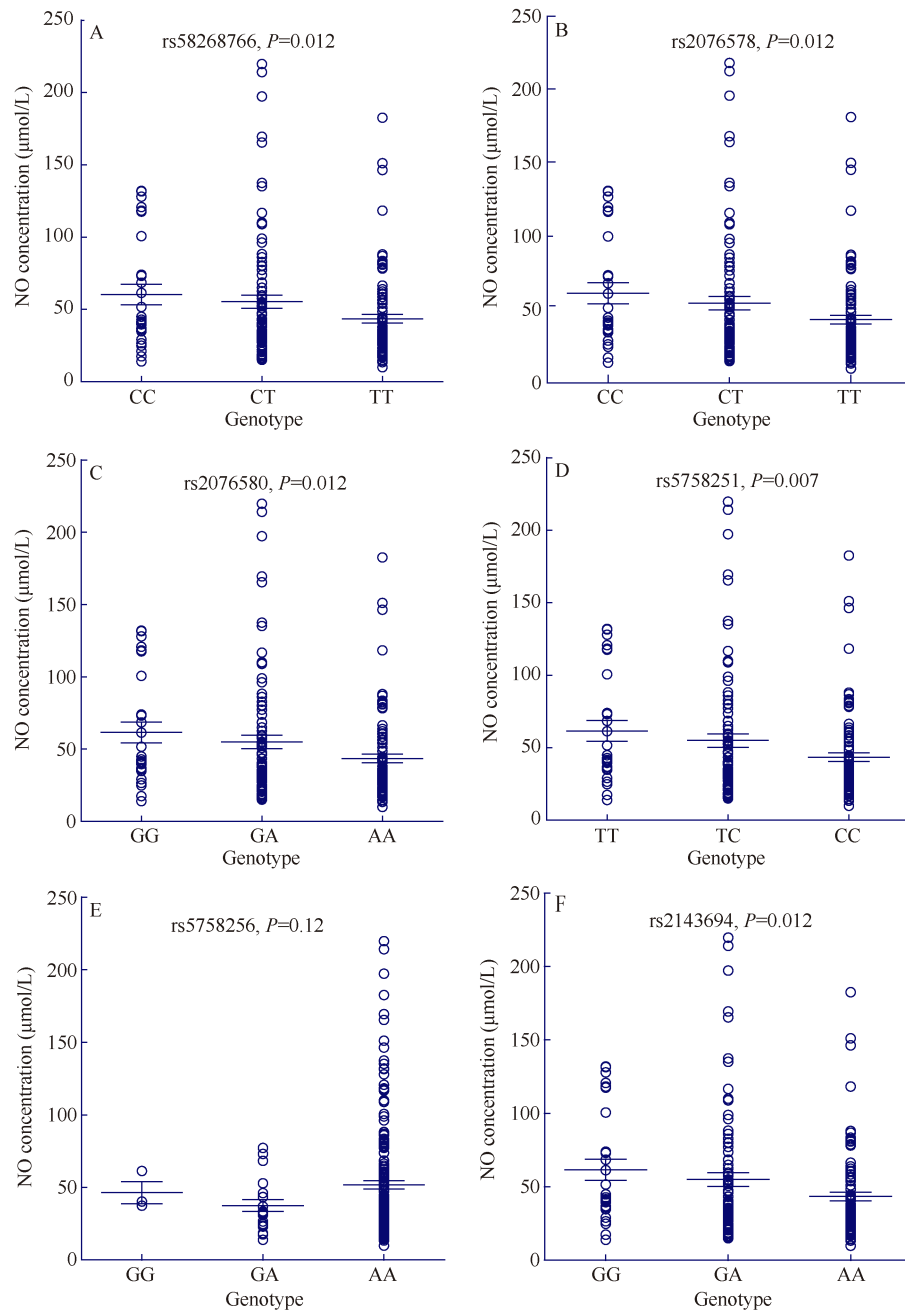 A
rs58268766, P=0.012
250
200
150
100
50
0
NO concentration (μmol/L)
CC CT TT
Genotype
B
rs2076578, P=0.012
250
200
150
100
50
0
NO concentration (μmol/L)
CC CT TT
Genotype
C
rs2076580, P=0.012
250
200
150
100
50
0
NO concentration (μmol/L)
GG GA AA
Genotype
D
rs5758251, P=0.007
250
200
150
100
50
0
NO concentration (μmol/L)
TT TC CC
Genotype
E
rs5758256, P=0.12
250
200
150
100
50
0
NO concentration (μmol/L)
GG GA AA
Genotype
F
rs2143694, P=0.012
250
200
150
100
50
0
NO concentration (μmol/L)
GG GA AA
Genotype